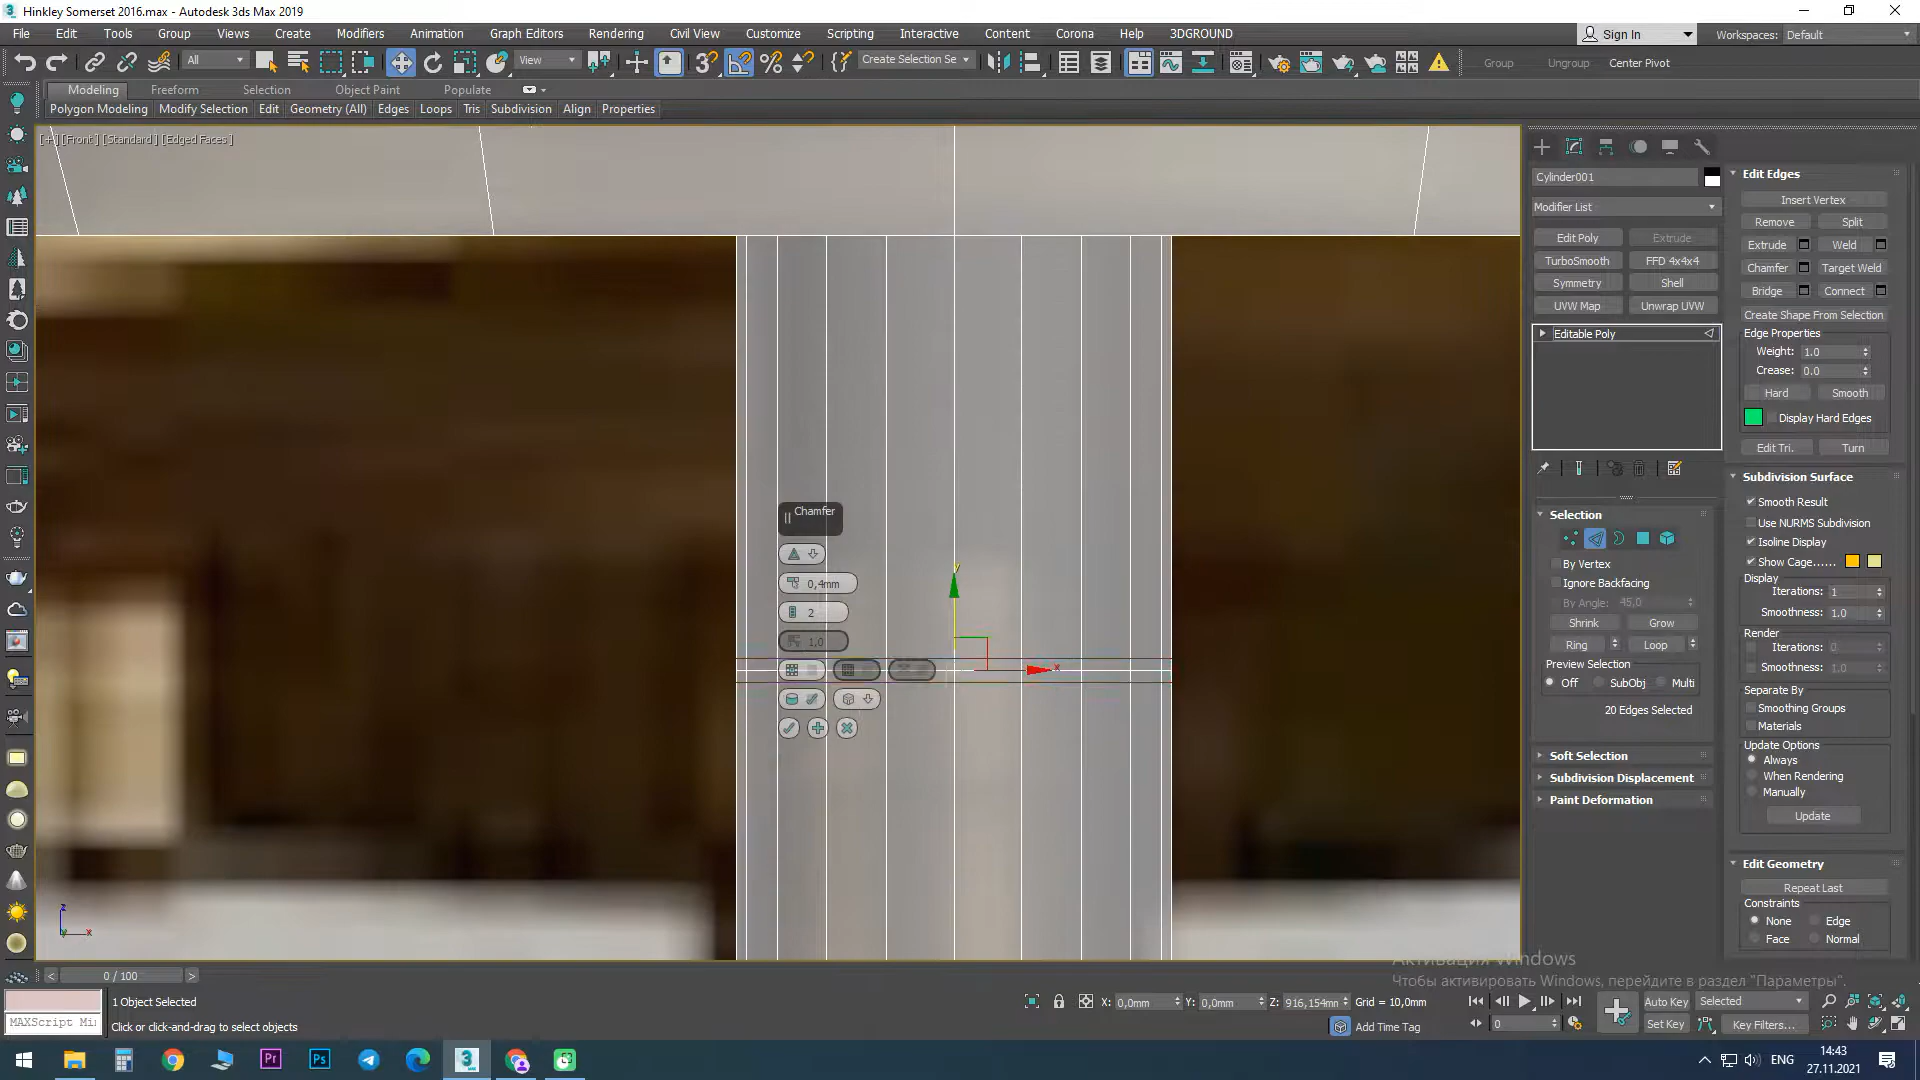 Hinkley Somerset 2016.max - Autodesk 3ds Max 2019
File Edit Tools Group Views Create Modifiers Animation Graph Editors Rendering Civil View Customize Scripting Interactive Content Corona Help 3DGROUND
Sign In Workspaces: Default
All View Create Selection Se Group Ungroup Center Pivot
Modeling Freeform Selection Object Paint Populate
Polygon Modeling Modify Selection Edit Geometry (All) Edges Loops Tris Subdivision Align Properties
[+] [Front] [Standard] [Edged Faces]
Chamfer
0,4mm
2
1,0
y
x
z
x
Cylinder001
Modifier List
Edit Poly Extrude
TurboSmooth FFD 4x4x4
Symmetry Shell
UVW Map Unwrap UVW
Editable Poly
Selection
By Vertex
Ignore Backfacing
By Angle: 45,0
Shrink Grow
Ring Loop
Preview Selection
Off SubObj Multi
20 Edges Selected
Soft Selection
Subdivision Displacement
Paint Deformation
Edit Edges
Insert Vertex
Remove Split
Extrude Weld
Chamfer Target Weld
Bridge Connect
Create Shape From Selection
Edge Properties
Weight: 1.0
Crease: 0.0
Hard Smooth
Display Hard Edges
Edit Tri. Turn
Subdivision Surface
Smooth Result
Use NURMS Subdivision
Isoline Display
Show Cage......
Display
Iterations: 1
Smoothness: 1.0
Render
Iterations: 0
Smoothness: 1.0
Separate By
Smoothing Groups
Materials
Update Options
Always
When Rendering
Manually
Update
Edit Geometry
Repeat Last
Constraints
None Edge
Face Normal
Активация Windows
Чтобы активировать Windows, перейдите в раздел "Параметры".
< 0 / 100 >
1 Object Selected
MAXScript Mi
Click or click-and-drag to select objects
X: 0,0mm Y: 0,0mm Z: 916,154mm Grid = 10,0mm
Add Time Tag
0
Auto Key Selected
Set Key Key Filters...
ENG
14:43
27.11.2021